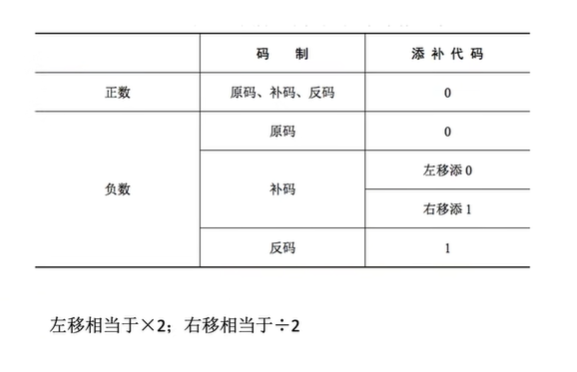 码 制 添补代码
正数 原码、补码、反码 0
负数 原码 0
补码 左移添 0
右移添 1
反码 1
左移相当于×2；右移相当于÷2